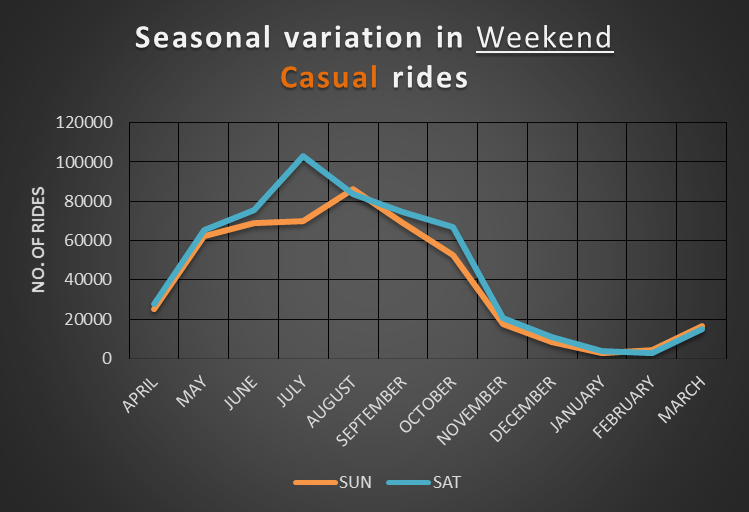 Seasonal variation in Weekend
Casual rides
120000
100000
80000
60000
40000
20000
0
NO. OF RIDES
APRIL
MAY
JUNE
JULY
AUGUST
SEPTEMBER
OCTOBER
NOVEMBER
DECEMBER
JANUARY
FEBRUARY
MARCH
SUN SAT